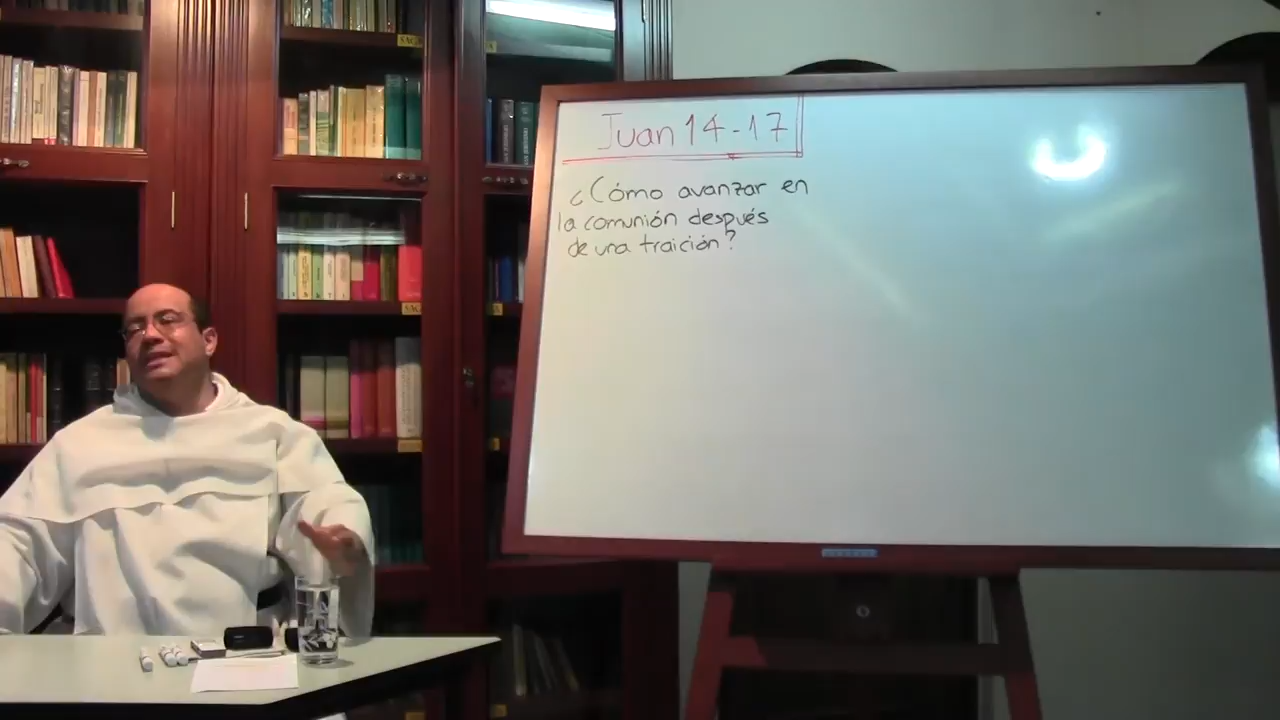 Juan 14-17
¿Cómo avanzar en
la comunión después
de una traición?